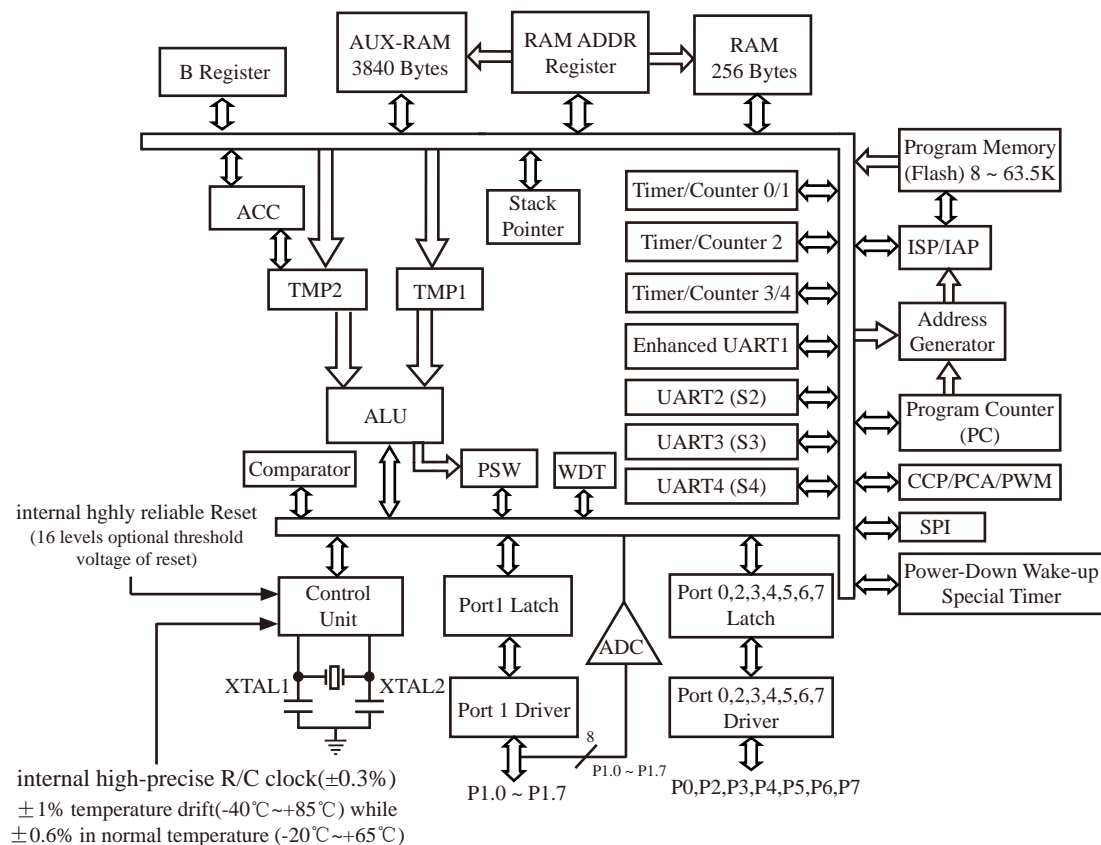 B Register
AUX-RAM
3840 Bytes
RAM ADDR
Register
RAM
256 Bytes
Program Memory
(Flash) 8 ~ 63.5K
ACC
Stack
Pointer
Timer/Counter 0/1
Timer/Counter 2
ISP/IAP
TMP2
TMP1
Timer/Counter 3/4
Address
Generator
Enhanced UART1
ALU
UART2 (S2)
Program Counter
(PC)
UART3 (S3)
Comparator
PSW
WDT
UART4 (S4)
CCP/PCA/PWM
internal hghly reliable Reset
(16 levels optional threshold
voltage of reset)
SPI
Control
Unit
Port1 Latch
Port 0,2,3,4,5,6,7
Latch
Power-Down Wake-up
Special Timer
ADC
XTAL1
XTAL2
Port 1 Driver
Port 0,2,3,4,5,6,7
Driver
8
P1.0 ~ P1.7
P1.0 ~ P1.7
P0,P2,P3,P4,P5,P6,P7
internal high-precise R/C clock(±0.3%)
±1% temperature drift(-40℃~+85℃) while
±0.6% in normal temperature (-20℃~+65℃)